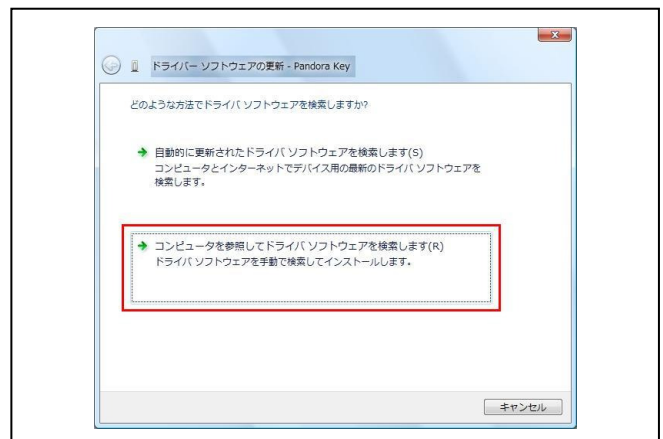 ドライバー ソフトウェアの更新 - Pandora Key
どのような方法でドライバ ソフトウェアを検索しますか?
自動的に更新されたドライバ ソフトウェアを検索します(S)
コンピュータとインターネットでデバイス用の最新のドライバ ソフトウェアを
検索します。
コンピュータを参照してドライバ ソフトウェアを検索します(R)
ドライバ ソフトウェアを手動で検索してインストールします。
キャンセル